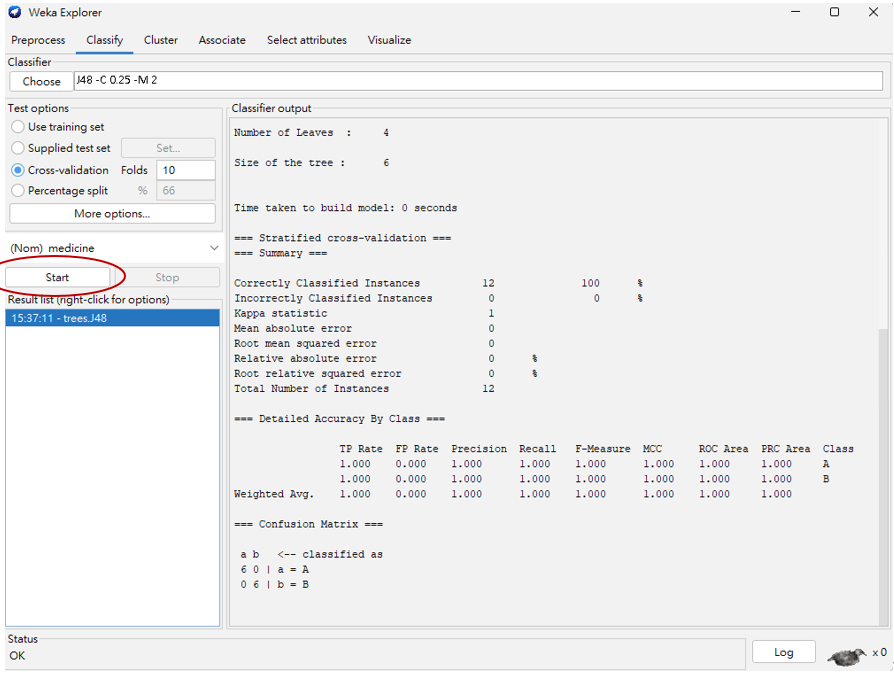 Weka Explorer
Preprocess Classify Cluster Associate Select attributes Visualize
Classifier
Choose J48 -C 0.25 -M 2
Test options
Use training set
Supplied test set Set...
Cross-validation Folds 10
Percentage split % 66
More options...
(Nom) medicine
Start Stop
Result list (right-click for options)
15:37:11 - trees.J48
Classifier output
Number of Leaves  :     4
Size of the tree :      6
Time taken to build model: 0 seconds
=== Stratified cross-validation ===
=== Summary ===
Correctly Classified Instances          12              100      %
Incorrectly Classified Instances         0                0      %
Kappa statistic                          1
Mean absolute error                      0
Root mean squared error                  0
Relative absolute error                  0      %
Root relative squared error              0      %
Total Number of Instances               12
=== Detailed Accuracy By Class ===
                 TP Rate  FP Rate  Precision  Recall   F-Measure  MCC      ROC Area  PRC Area  Class
                 1.000    0.000    1.000      1.000    1.000      1.000    1.000     1.000     A
                 1.000    0.000    1.000      1.000    1.000      1.000    1.000     1.000     B
Weighted Avg.    1.000    0.000    1.000      1.000    1.000      1.000    1.000     1.000
=== Confusion Matrix ===
 a b   <-- classified as
 6 0 | a = A
 0 6 | b = B
Status
OK
Log x 0